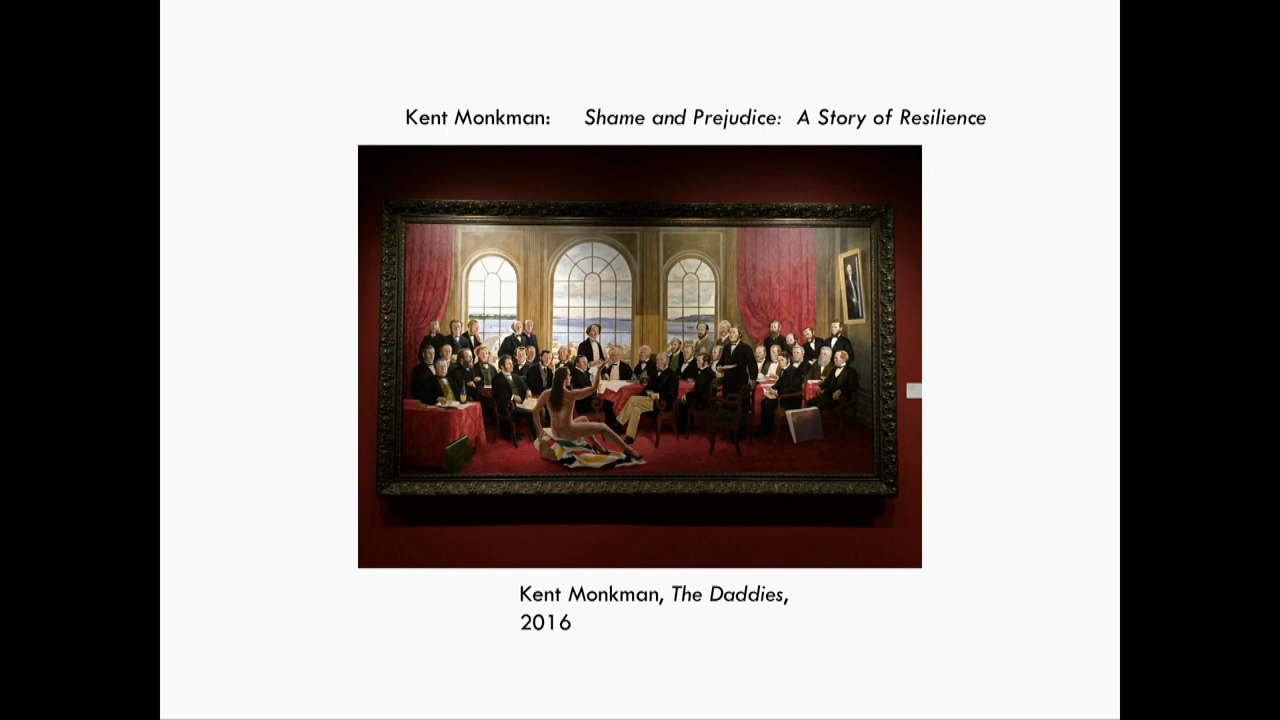 Kent Monkman: Shame and Prejudice: A Story of Resilience
Kent Monkman, The Daddies,
2016